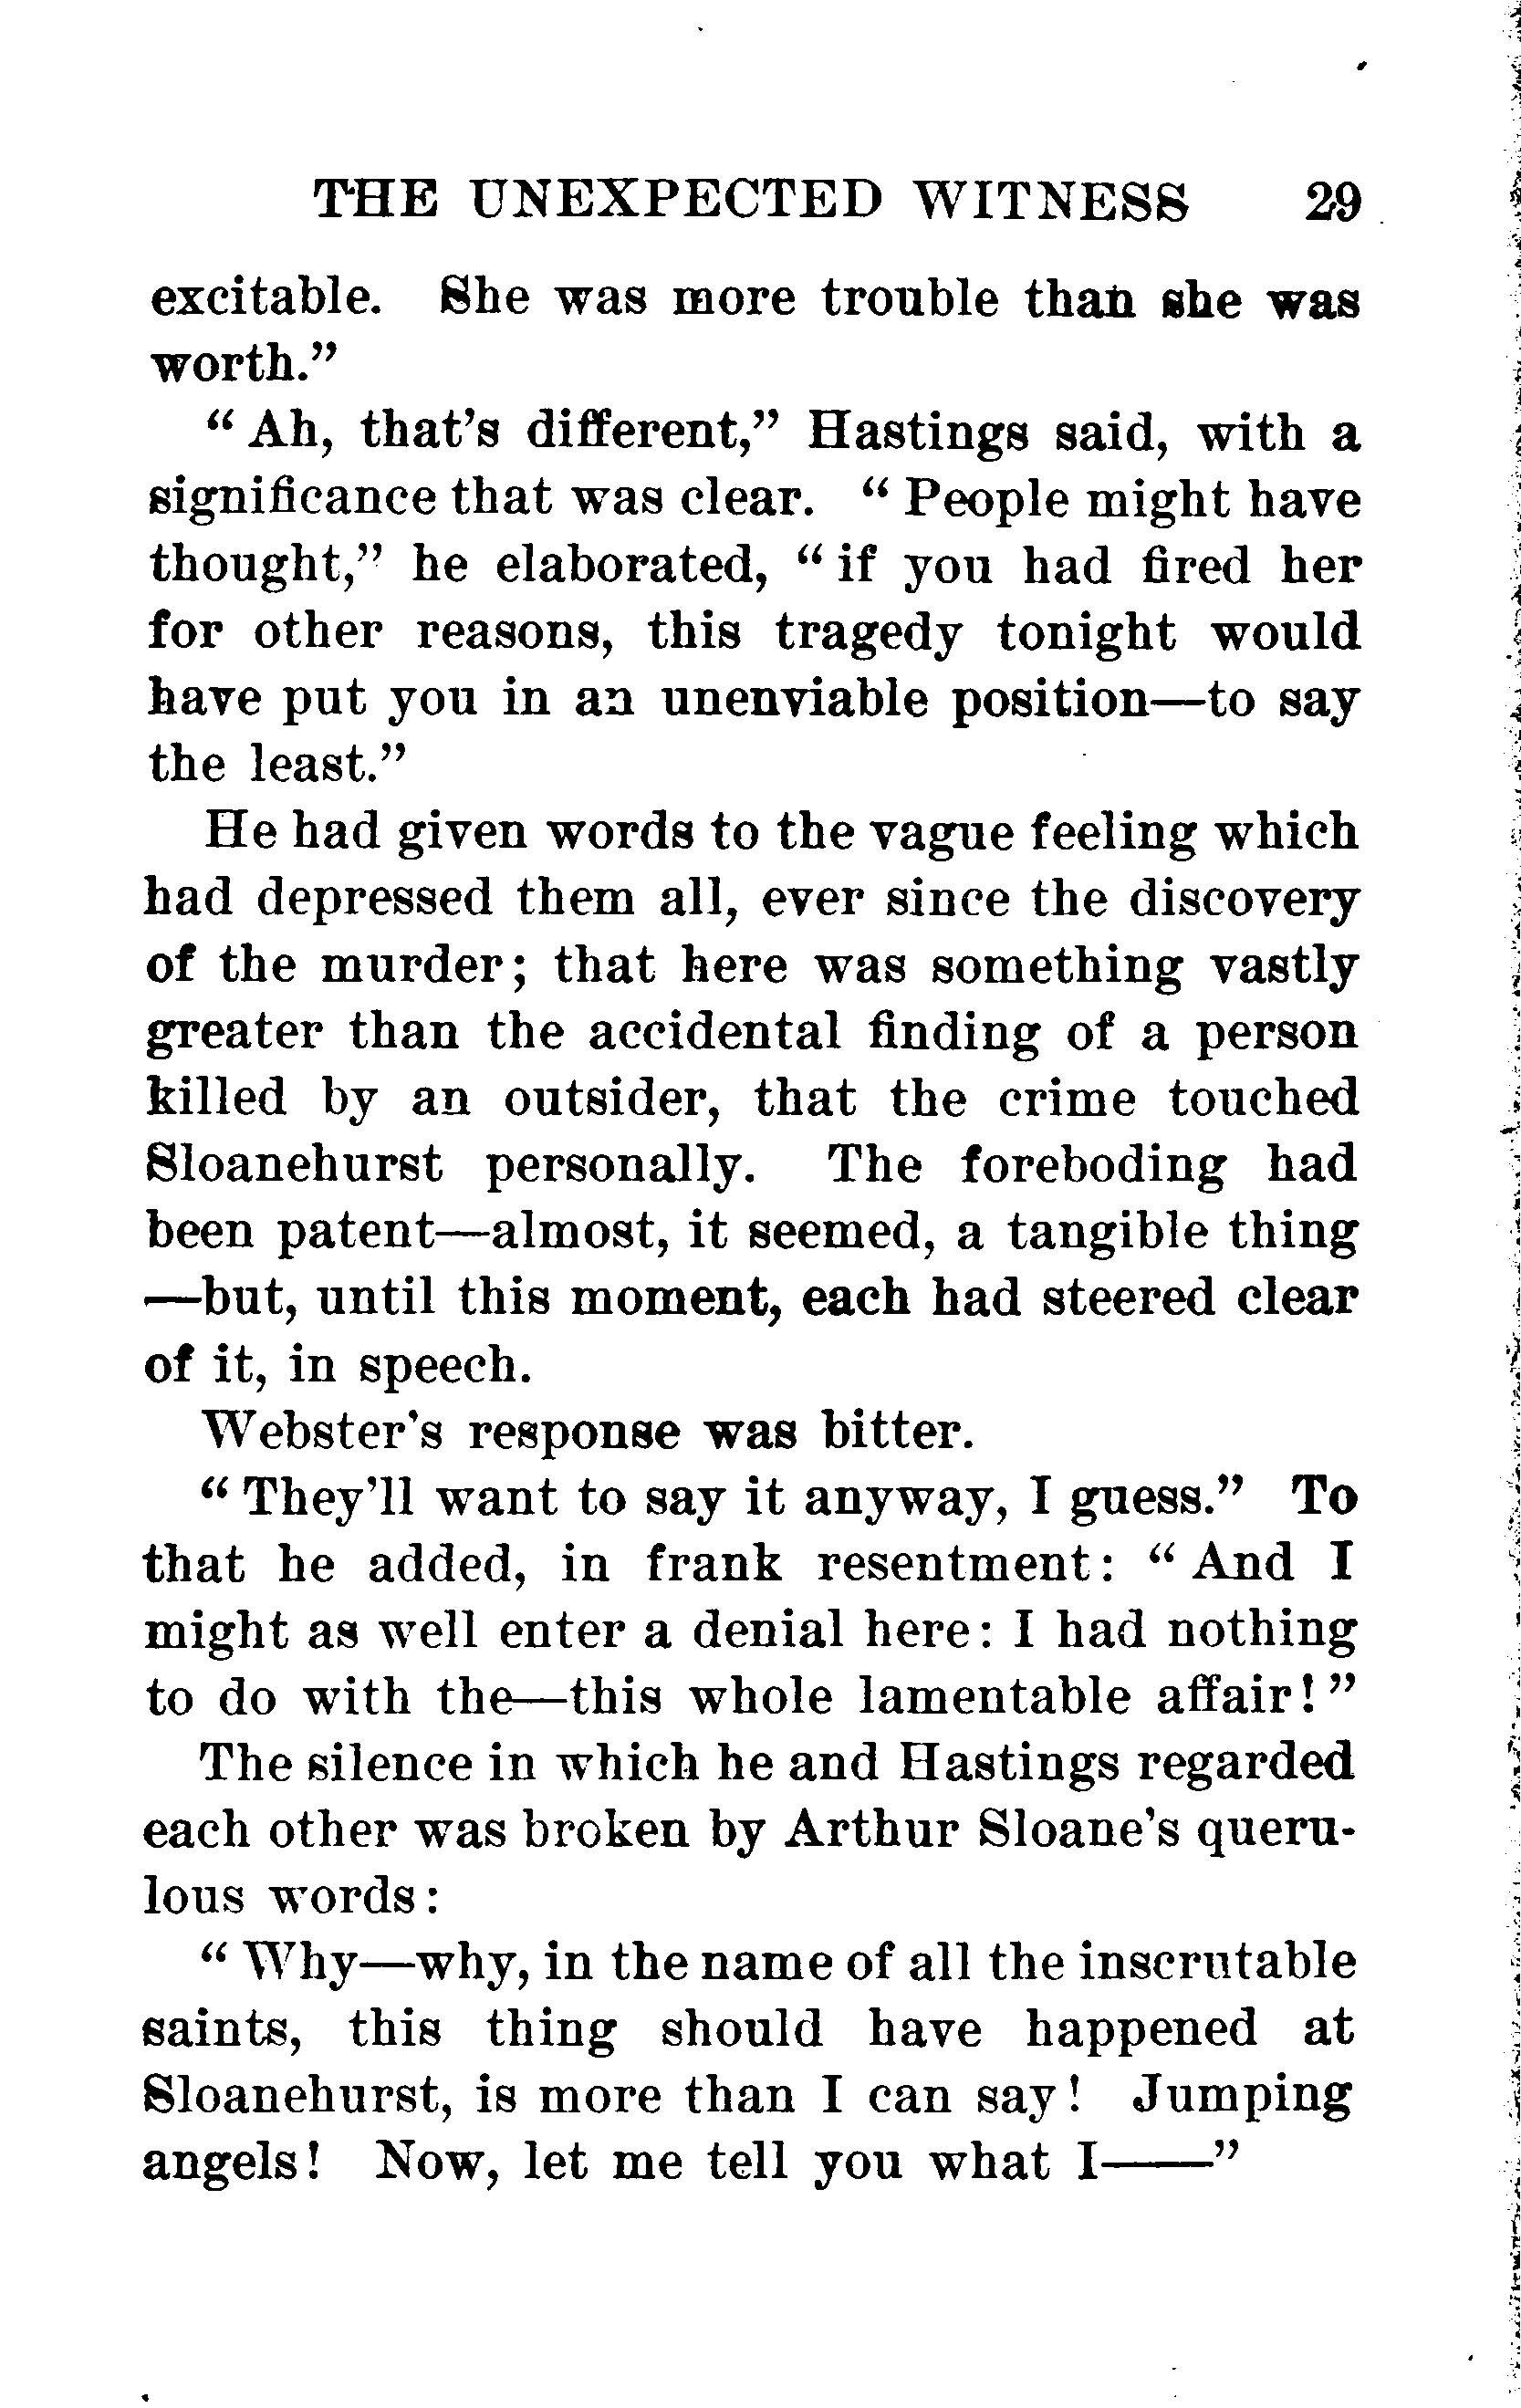 THE UNEXPECTED WITNESS 29
excitable. She was more trouble than she was
worth."
" Ah, that's different," Hastings said, with a
significance that was clear. " People might have
thought," he elaborated, " if you had fired her
for other reasons, this tragedy tonight would
have put you in an unenviable position—to say
the least."
He had given words to the vague feeling which
had depressed them all, ever since the discovery
of the murder; that here was something vastly
greater than the accidental finding of a person
killed by an outsider, that the crime touched
Sloanehurst personally. The foreboding had
been patent—almost, it seemed, a tangible thing
—but, until this moment, each had steered clear
of it, in speech.
Webster's response was bitter.
" They'll want to say it anyway, I guess." To
that he added, in frank resentment: " And I
might as well enter a denial here: I had nothing
to do with the—this whole lamentable affair! "
The silence in which he and Hastings regarded
each other was broken by Arthur Sloane's queru-
lous words:
" Why—why, in the name of all the inscrutable
saints, this thing should have happened at
Sloanehurst, is more than I can say! Jumping
angels! Now, let me tell you what I——"